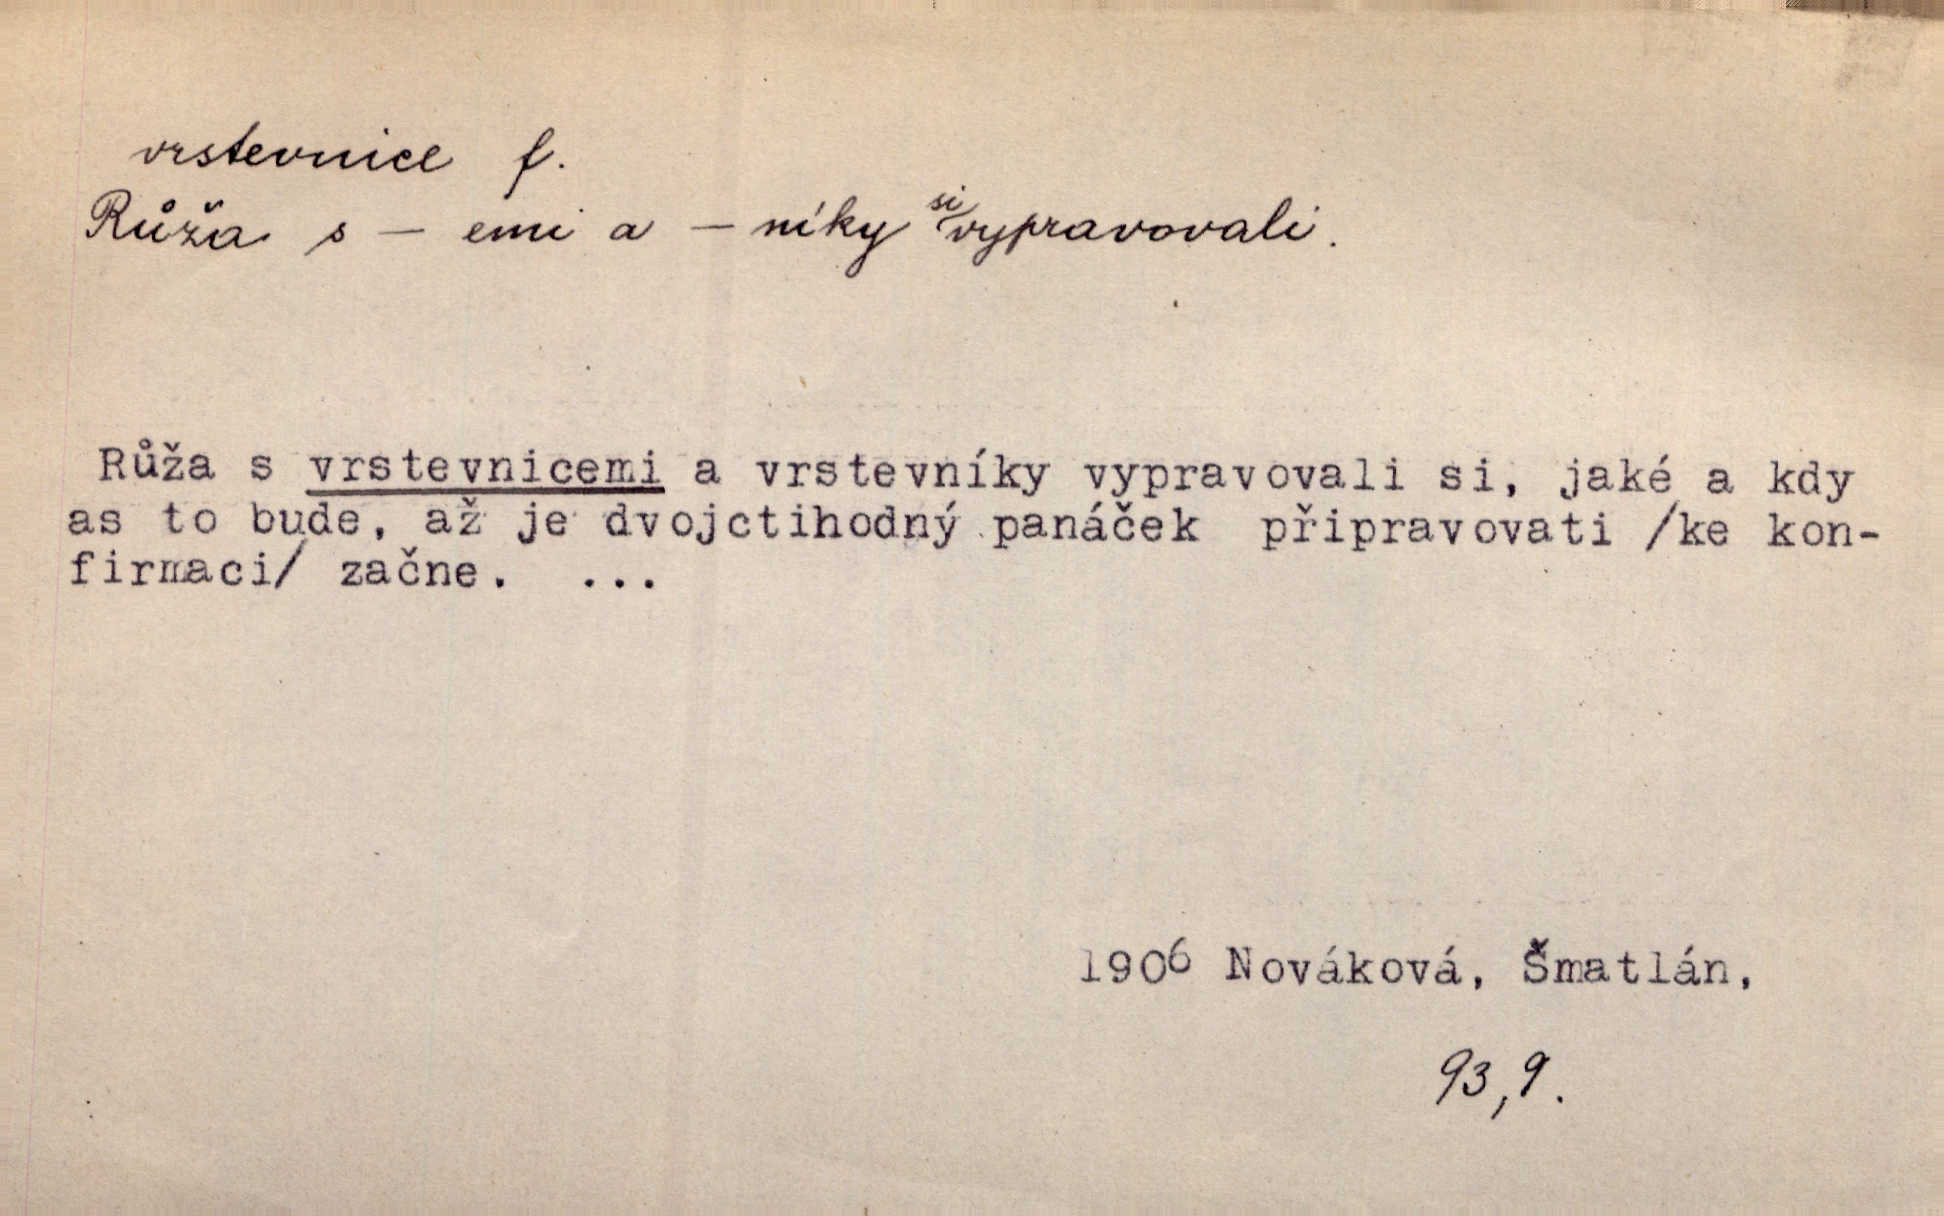 vrstevnice f.
Růža s — emi a — níky si vypravovali.
Růža s vrstevnicemi a vrstevníky vypravovali si, jaké a kdy
as to bude, až je dvojctihodný panáček připravovati /ke kon-
firmaci/ začne. ...
1906 Nováková, Šmatlán,
93,9.